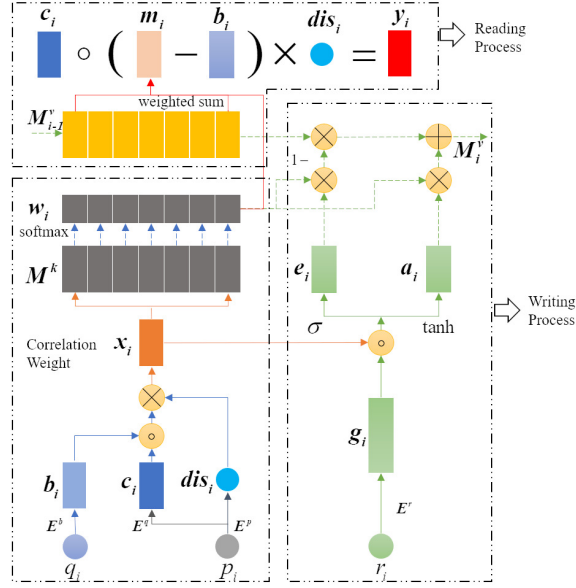 c_i m_i b_i dis_i y_i
∘ ( − ) × =
Reading
Process
weighted sum
M^v_{i-1}
M^v_i
1−
w_i
softmax
M^k
e_i a_i
σ tanh
Writing
Process
Correlation
Weight
x_i
g_i
b_i c_i dis_i
E^b E^q E^p E^r
q_i p_i r_i